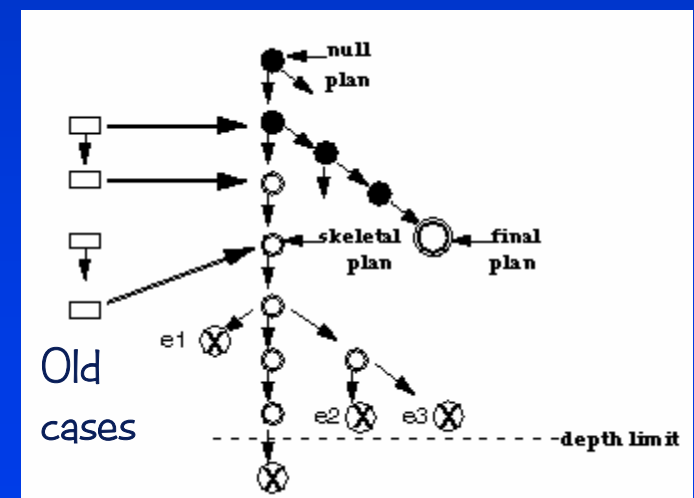 null
plan
skeletal
plan
final
plan
e1
Old
cases
e2
e3
depth limit